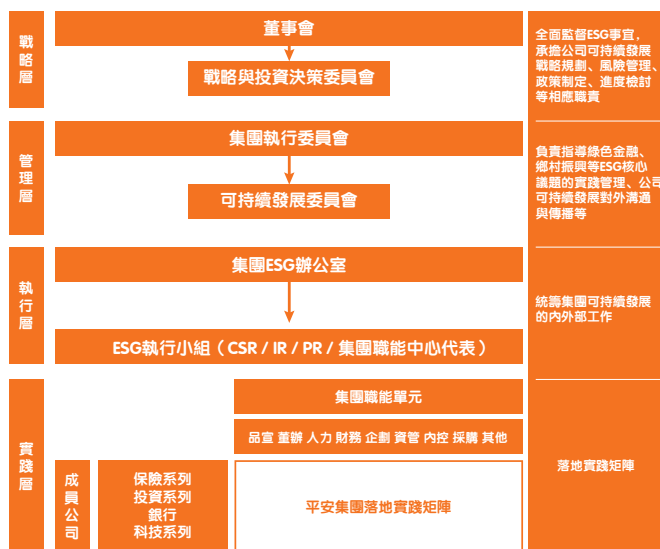 戰略層
董事會
戰略與投資決策委員會
全面監督ESG事宜，
承擔公司可持續發展
戰略規劃、風險管理、
政策制定、進度檢討
等相應職責
管理層
集團執行委員會
可持續發展委員會
負責指導綠色金融、
鄉村振興等ESG核心
議題的實踐管理、公司
可持續發展對外溝通
與傳播等
執行層
集團ESG辦公室
ESG執行小組（CSR / IR / PR / 集團職能中心代表）
統籌集團可持續發展
的內外部工作
實踐層
集團職能單元
品宣 董辦 人力 財務 企劃 資管 內控 採購 其他
成員公司
保險系列
投資系列
銀行
科技系列
平安集團落地實踐矩陣
落地實踐矩陣